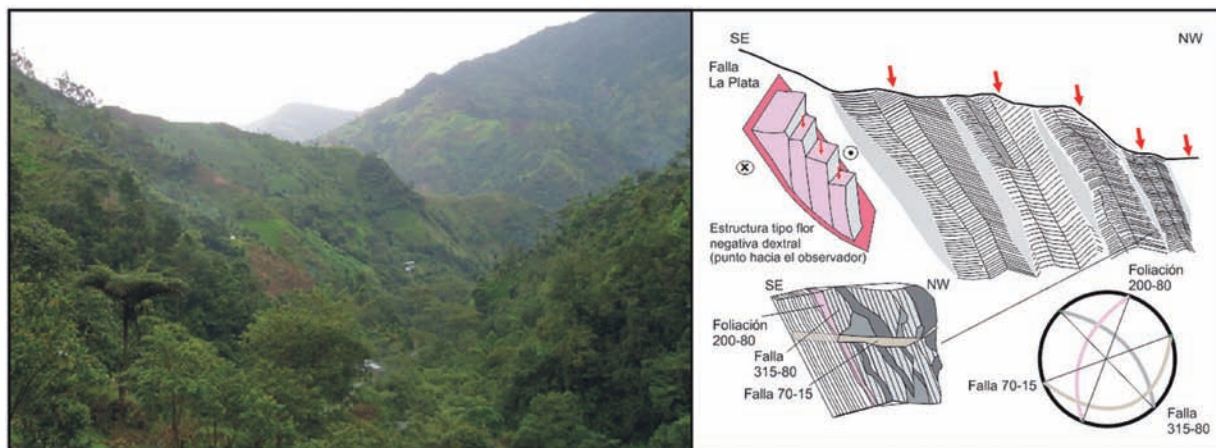 SE
NW
Falla
La Plata
Estructura tipo flor
negativa dextral
(punto hacia el observador)
SE
NW
Foliación
200-80
Falla
315-80
Falla 70-15
Foliación
200-80
Falla 70-15
Falla
315-80